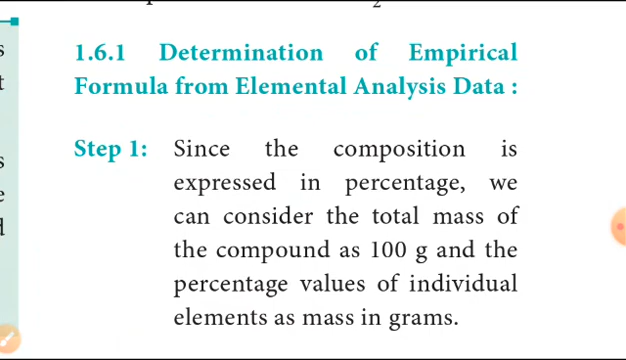 1.6.1 Determination of Empirical
Formula from Elemental Analysis Data :
Step 1: Since the composition is
expressed in percentage, we
can consider the total mass of
the compound as 100 g and the
percentage values of individual
elements as mass in grams.